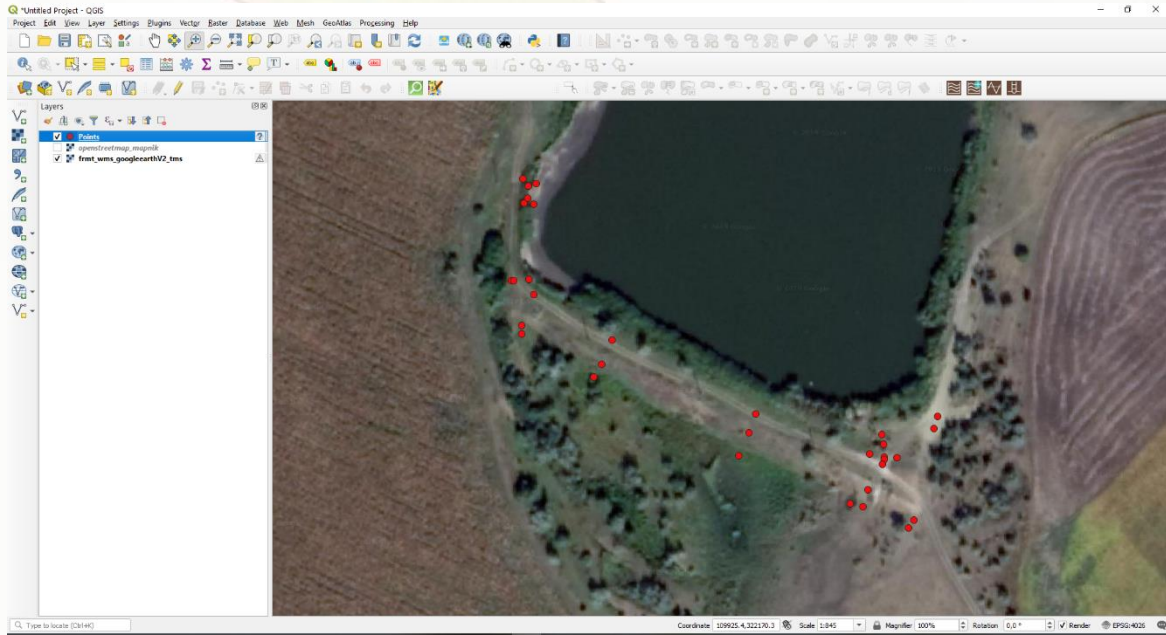 *Untitled Project - QGIS
Project Edit View Layer Settings Plugins Vector Raster Database Web Mesh GeoAtlas Processing Help
Layers
Points
openstreetmap_mapnik
frmt_wms_googleearthV2_tms
Type to locate (Ctrl+K)
Coordinate 109925.4,322170.3 Scale 1:845 Magnifier 100% Rotation 0,0 ° Render EPSG:4026